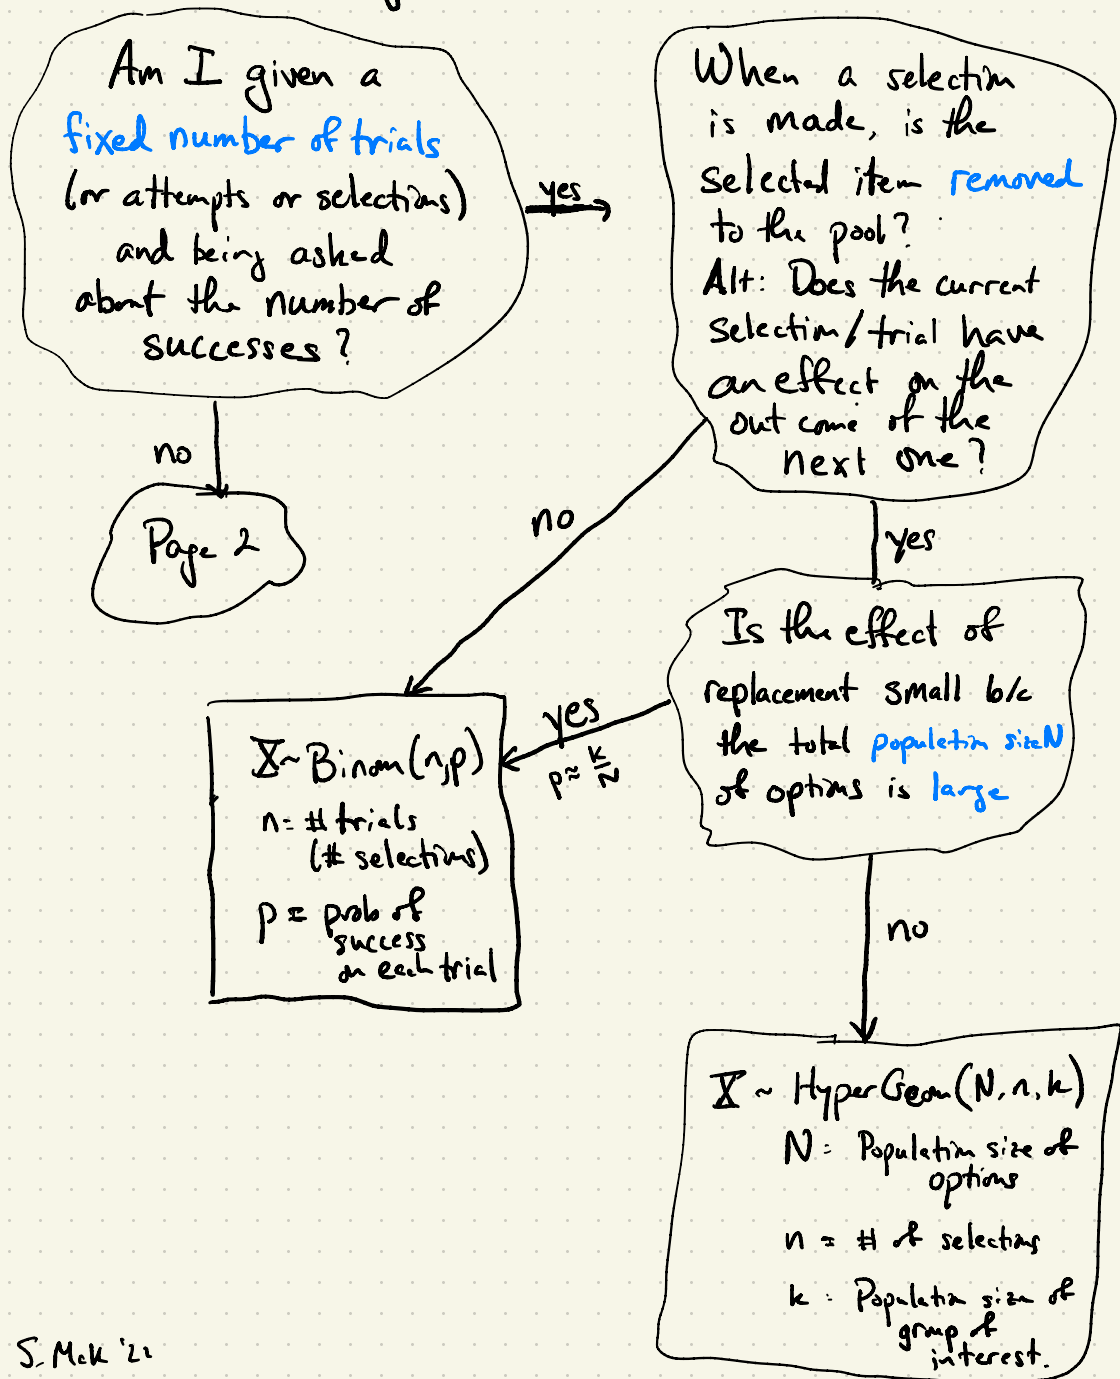 Am I given a
fixed number of trials
(or attempts or selections)
and being asked
about the number of
successes?
yes
When a selection
is made, is the
selected item removed
to the pool?
Alt: Does the current
selection/trial have
an effect on the
outcome of the
next one?
no
Page 2
no
yes
Is the effect of
replacement small b/c
the total population size N
of options is large
yes
p ≈ k/N
X ~ Binom(n,p)
n = # trials
(# selections)
p = prob of
success
on each trial
no
X ~ HyperGeom(N, n, k)
N = Population size of
options
n = # of selections
k = Population size of
group of
interest.
S. McK '22